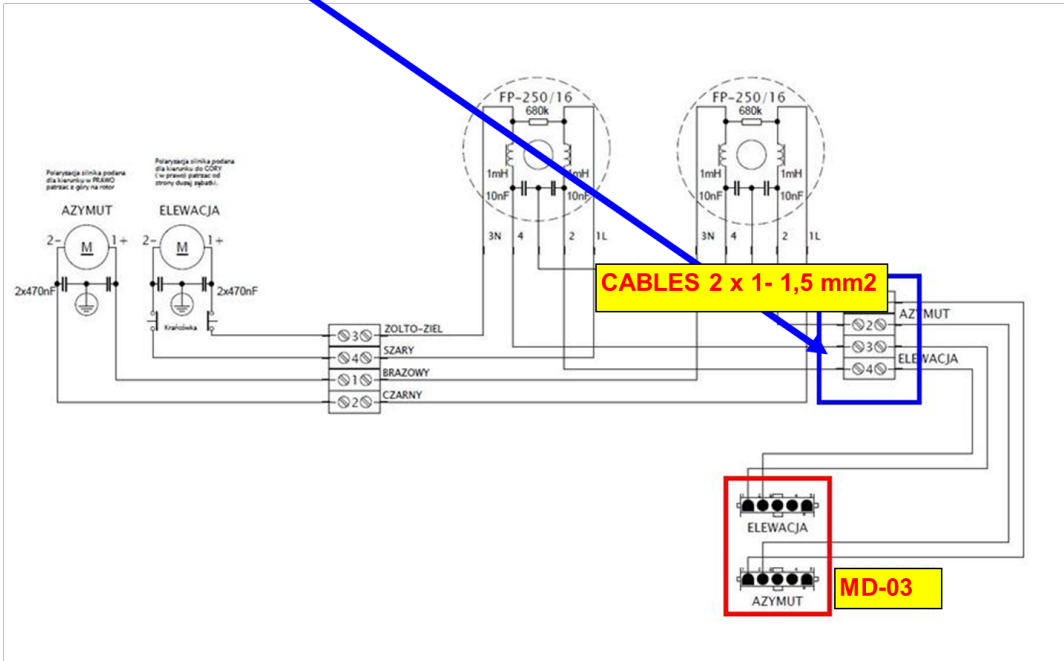 FP-250/16
680k
1mH
1mH
10nF
10nF
3N 4 2 1L
FP-250/16
680k
1mH
1mH
10nF
10nF
3N 4 2 1L
Polaryzacja silnika podana
dla kierunku w PRAWO
patrzac z góry na rotor
AZYMUT
2- M 1+
2x470nF
Polaryzacja silnika podana
dla kierunku do GÓRY
( w prawo) patrzac od
strony duzej zębatki.
ELEWACJA
2- M 1+
2x470nF
Krańcówka
3 ZOLTO-ZIEL
4 SZARY
1 BRAZOWY
2 CZARNY
CABLES 2 x 1- 1,5 mm2
AZYMUT
2
3
ELEWACJA
4
ELEWACJA
AZYMUT
MD-03